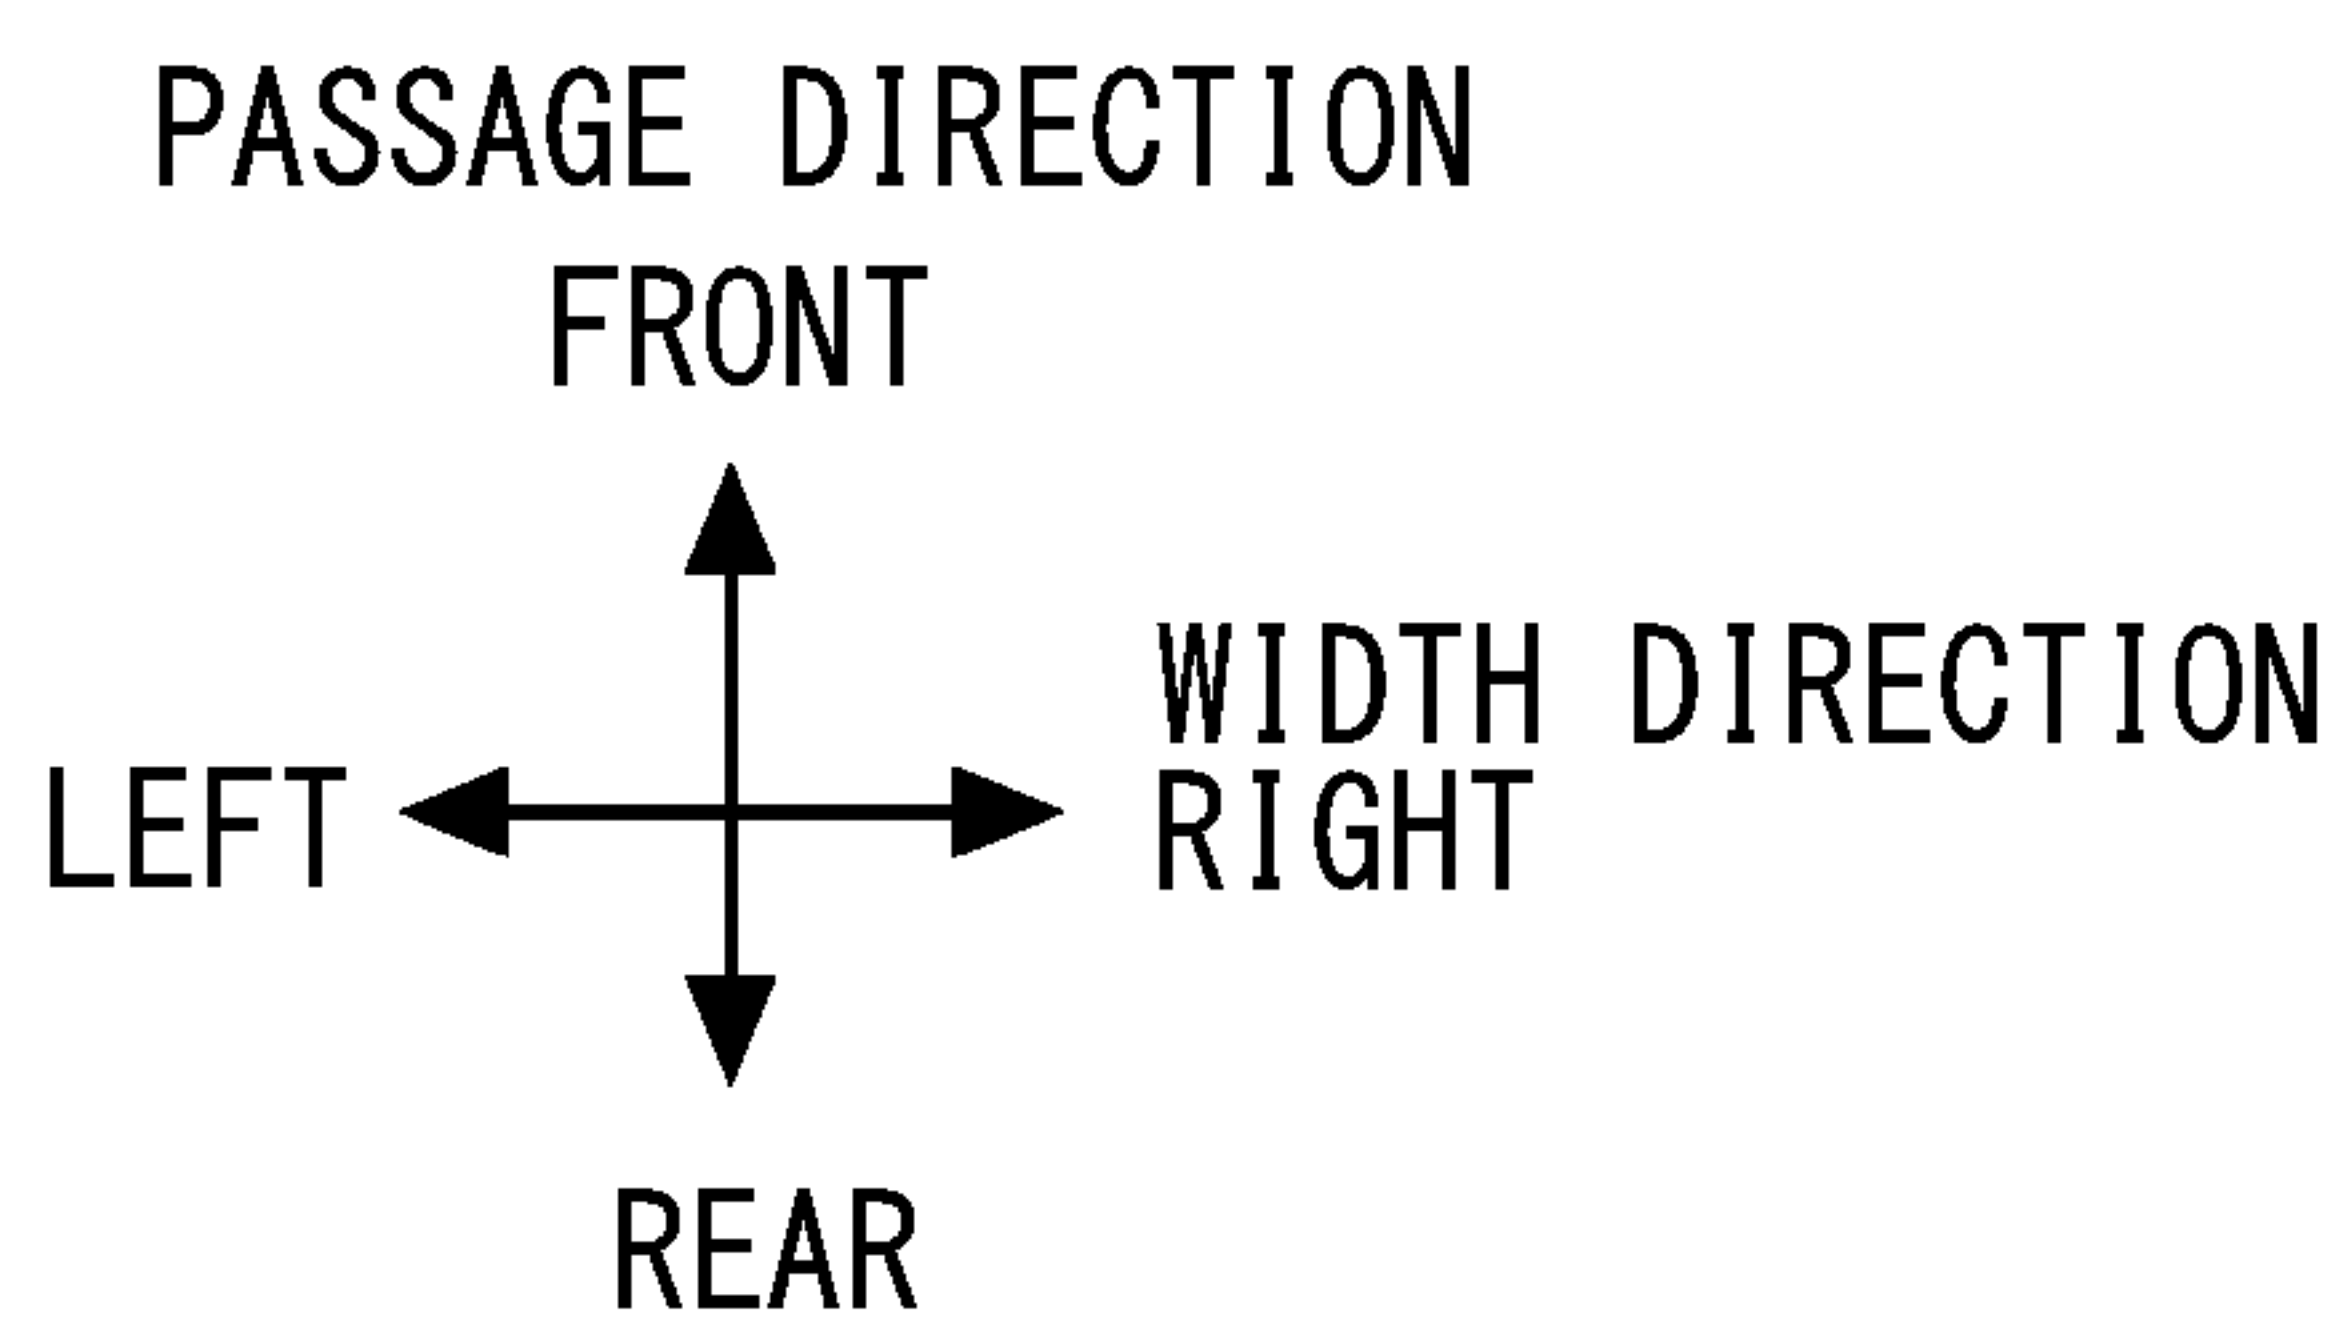 PASSAGE DIRECTION
FRONT
WIDTH DIRECTION
LEFT
RIGHT
REAR